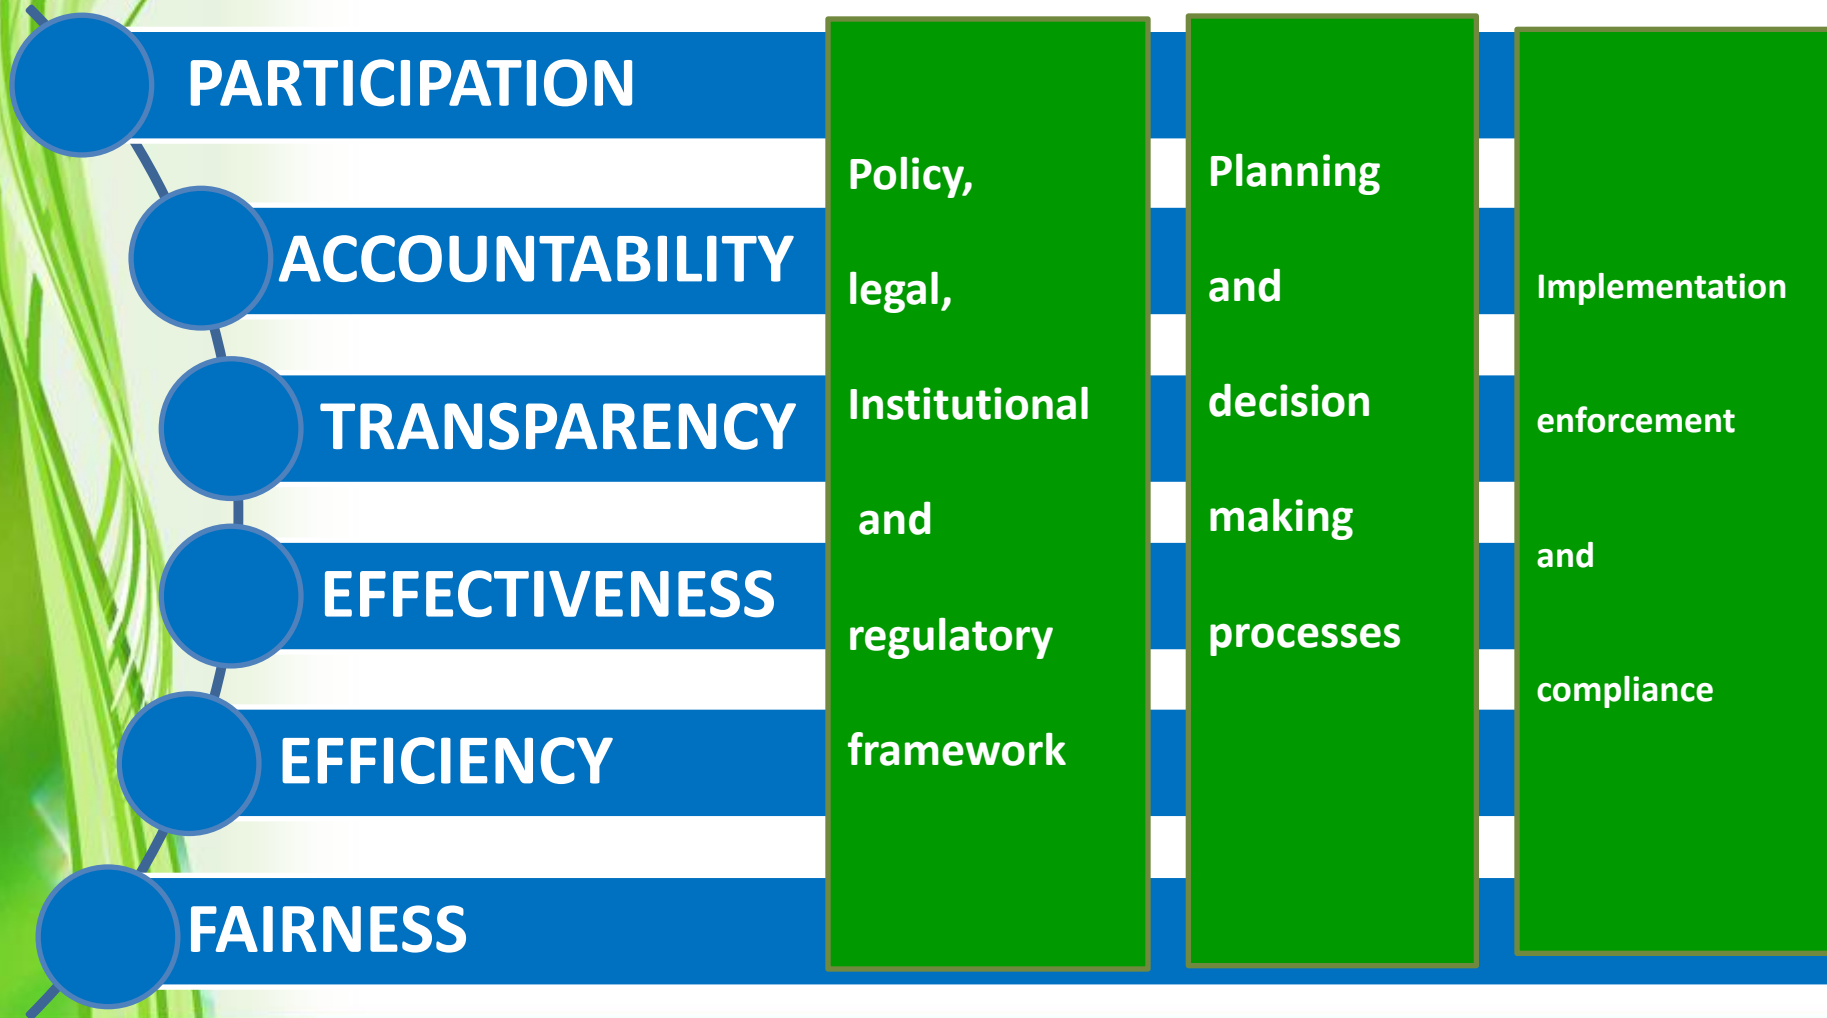 PARTICIPATION
ACCOUNTABILITY
TRANSPARENCY
EFFECTIVENESS
EFFICIENCY
FAIRNESS
Policy,
legal,
Institutional
and
regulatory
framework
Planning
and
decision
making
processes
Implementation
enforcement
and
compliance